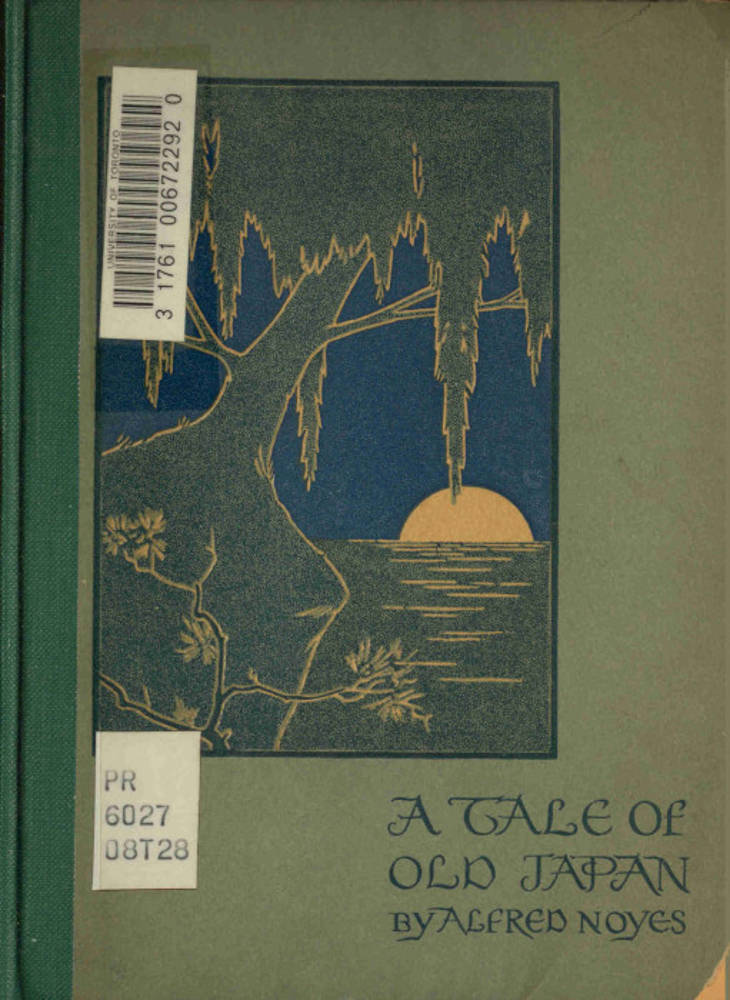 UNIVERSITY OF TORONTO
3 1761 00672292 0
PR
6027
O8T28
A TALE OF
OLD JAPAN
BY ALFRED NOYES